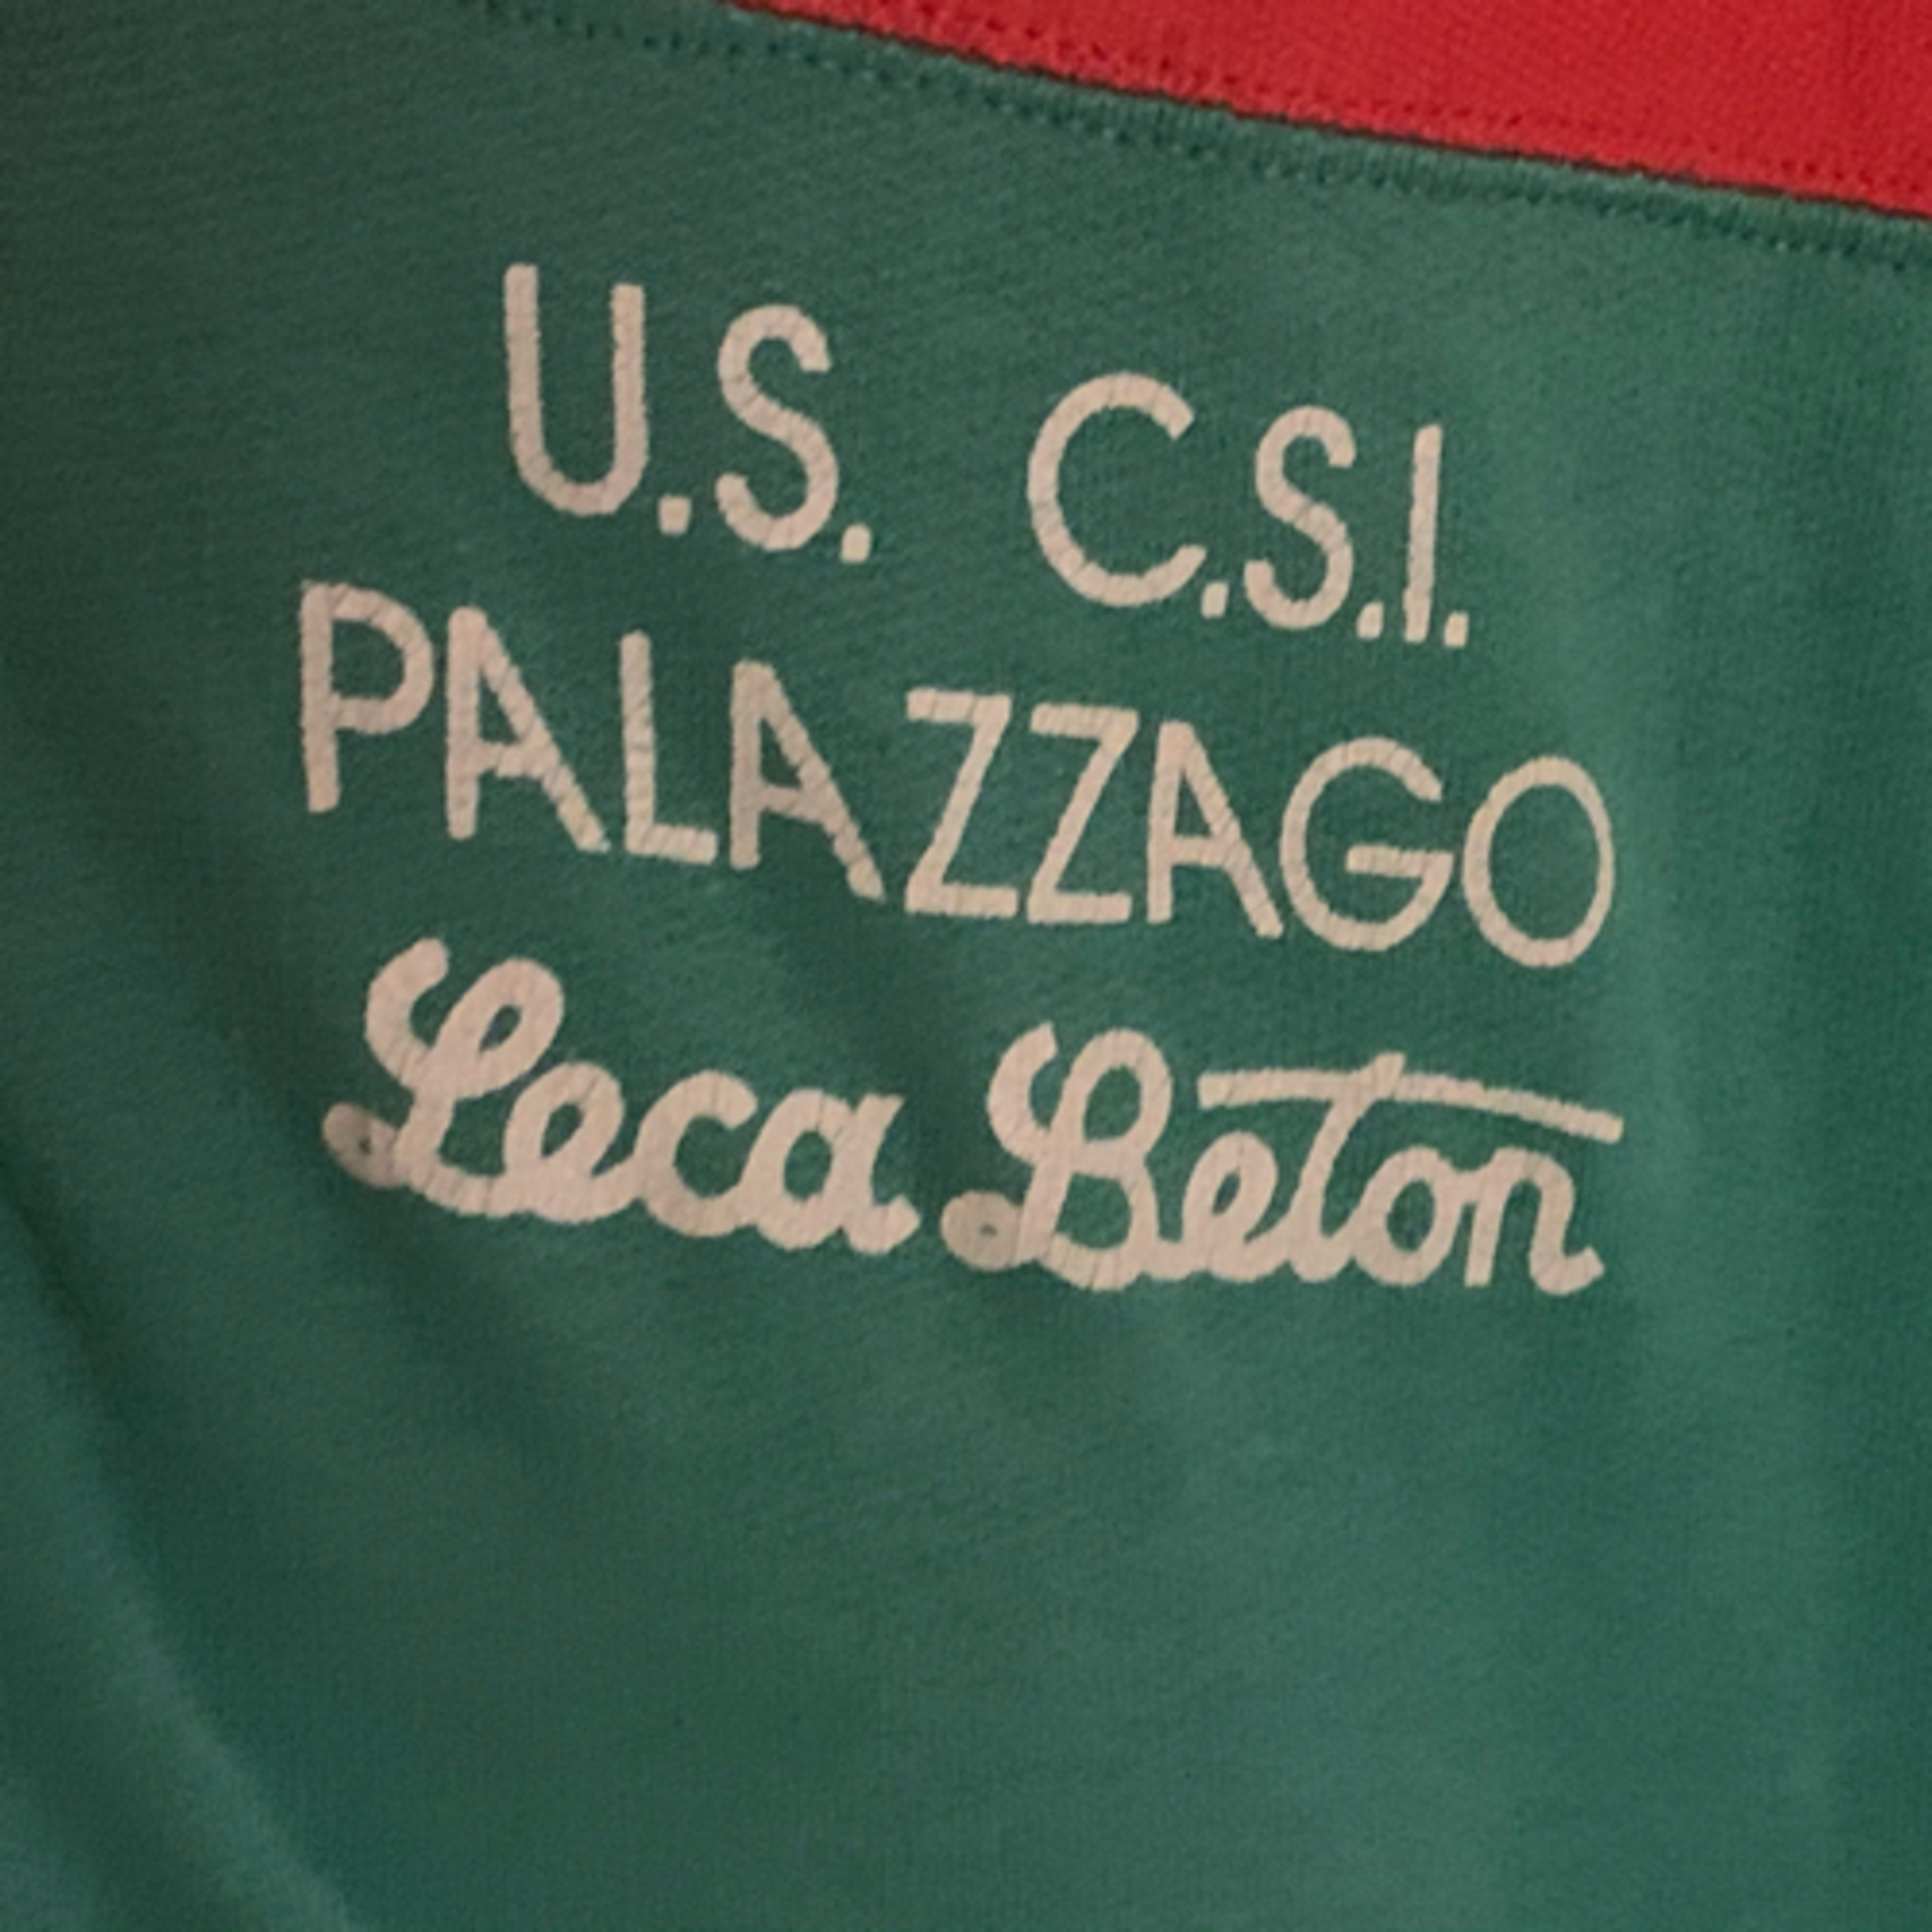 U.S. C.S.I.
PALAZZAGO
Leca Beton